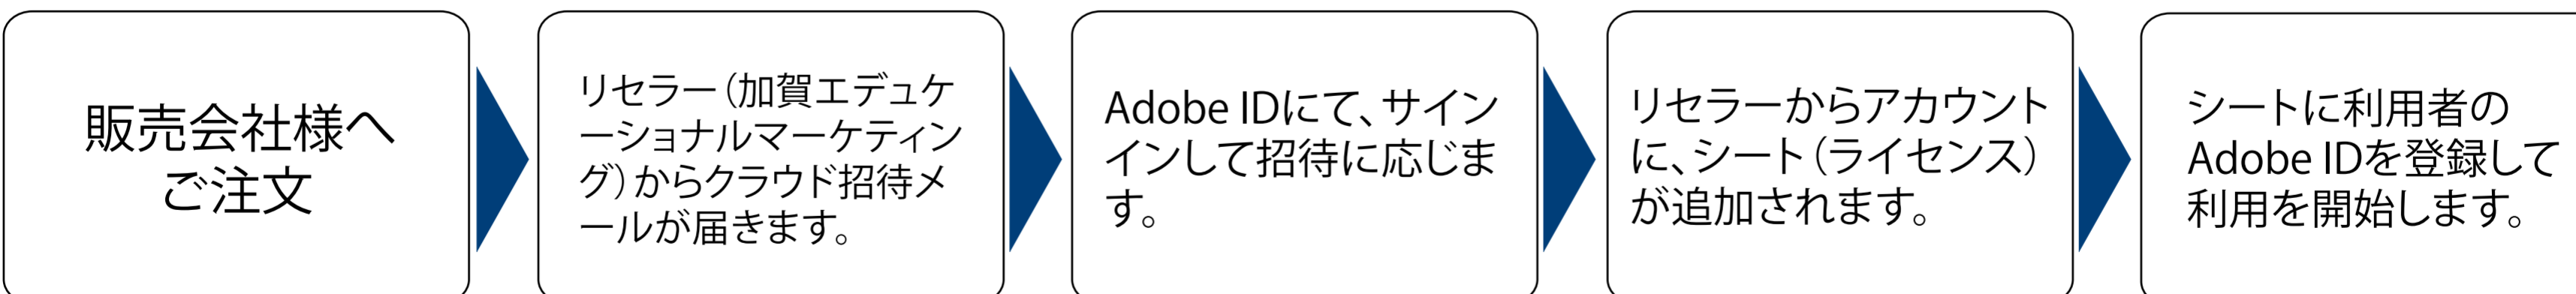 販売会社様へ
ご注文
リセラー（加賀エデュケ
ーショナルマーケティン
グ）からクラウド招待メ
ールが届きます。
Adobe IDにて、サイン
インして招待に応じま
す。
リセラーからアカウント
に、シート（ライセンス）
が追加されます。
シートに利用者の
Adobe IDを登録して
利用を開始します。